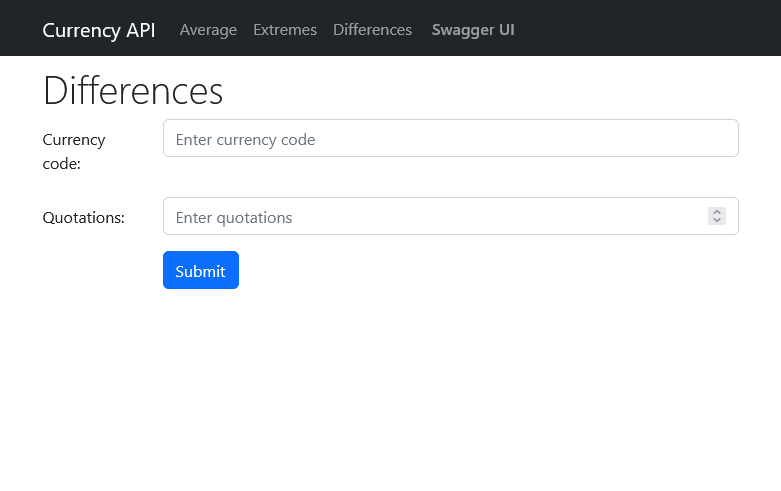 Currency API Average Extremes Differences Swagger UI
Differences
Currency
code:
Enter currency code
Quotations:
Enter quotations
Submit